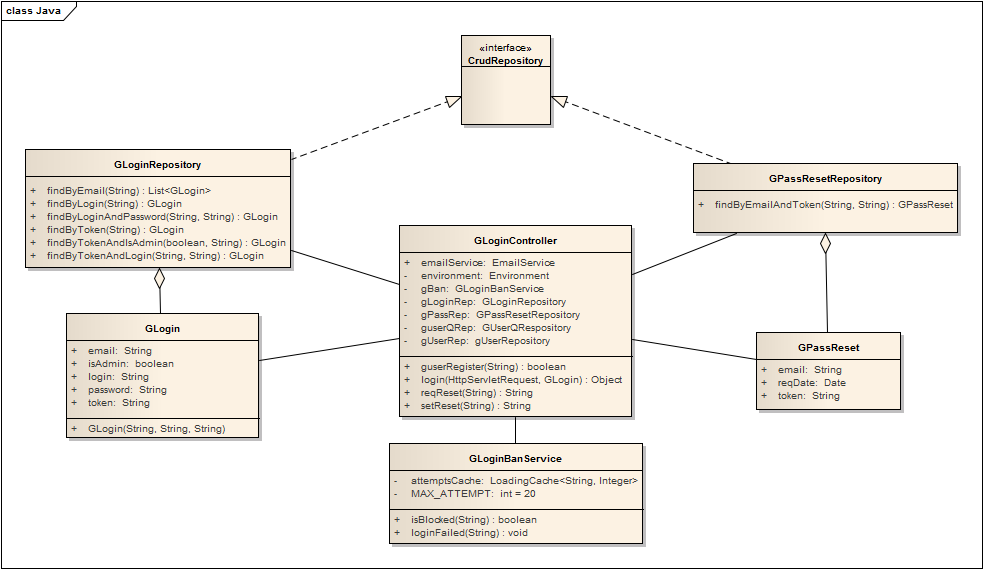 class Java
«interface»
CrudRepository
GLoginRepository
+ findByEmail(String) : List<GLogin>
+ findByLogin(String) : GLogin
+ findByLoginAndPassword(String, String) : GLogin
+ findByToken(String) : GLogin
+ findByTokenAndIsAdmin(boolean, String) : GLogin
+ findByTokenAndLogin(String, String) : GLogin
GPassResetRepository
+ findByEmailAndToken(String, String) : GPassReset
GLoginController
+ emailService: EmailService
- environment: Environment
- gBan: GLoginBanService
- gLoginRep: GLoginRepository
- gPassRep: GPassResetRepository
- guserQRep: GUserQRespository
- gUserRep: gUserRepository
+ guserRegister(String) : boolean
+ login(HttpServletRequest, GLogin) : Object
+ reqReset(String) : String
+ setReset(String) : String
GLogin
+ email: String
+ isAdmin: boolean
+ login: String
+ password: String
+ token: String
+ GLogin(String, String, String)
GPassReset
+ email: String
+ reqDate: Date
+ token: String
GLoginBanService
- attemptsCache: LoadingCache<String, Integer>
- MAX_ATTEMPT: int = 20
+ isBlocked(String) : boolean
+ loginFailed(String) : void